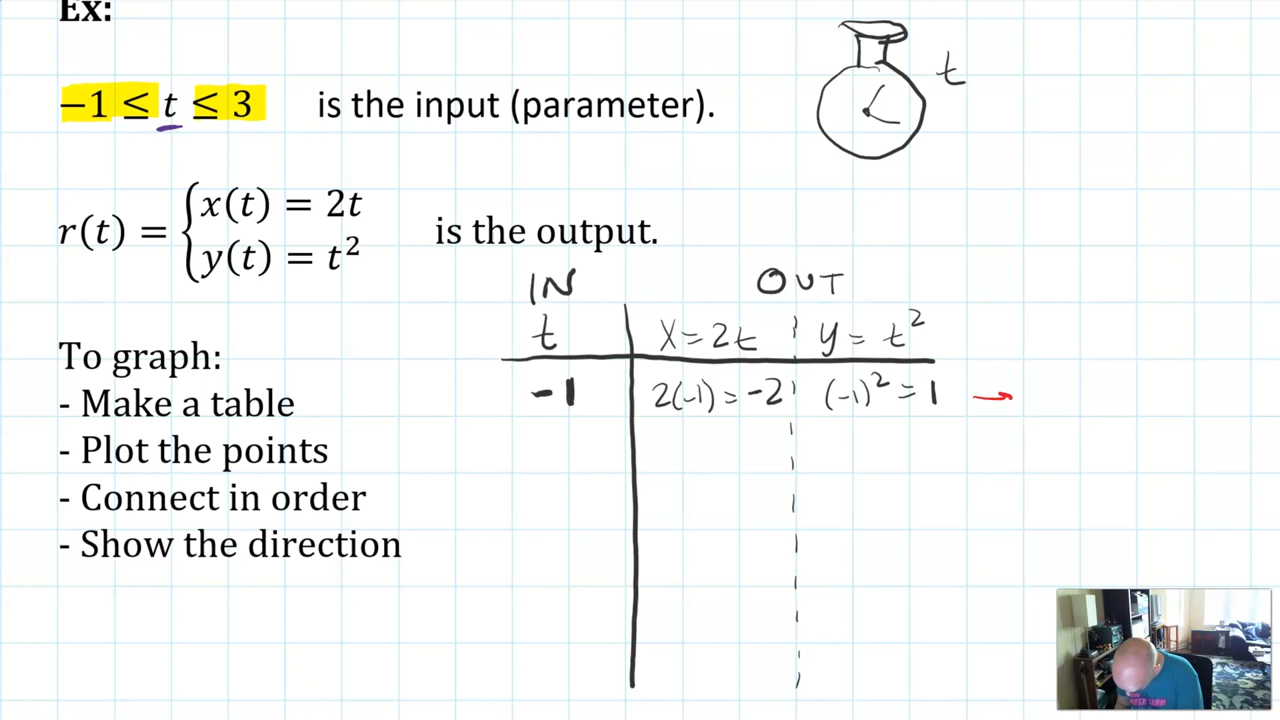 Ex:
−1 ≤ t ≤ 3 is the input (parameter).
t
r(t) = {x(t) = 2t
y(t) = t² is the output.
IN OUT
t x=2t y=t²
-1 2(-1)=-2 (-1)²=1 →
To graph:
- Make a table
- Plot the points
- Connect in order
- Show the direction